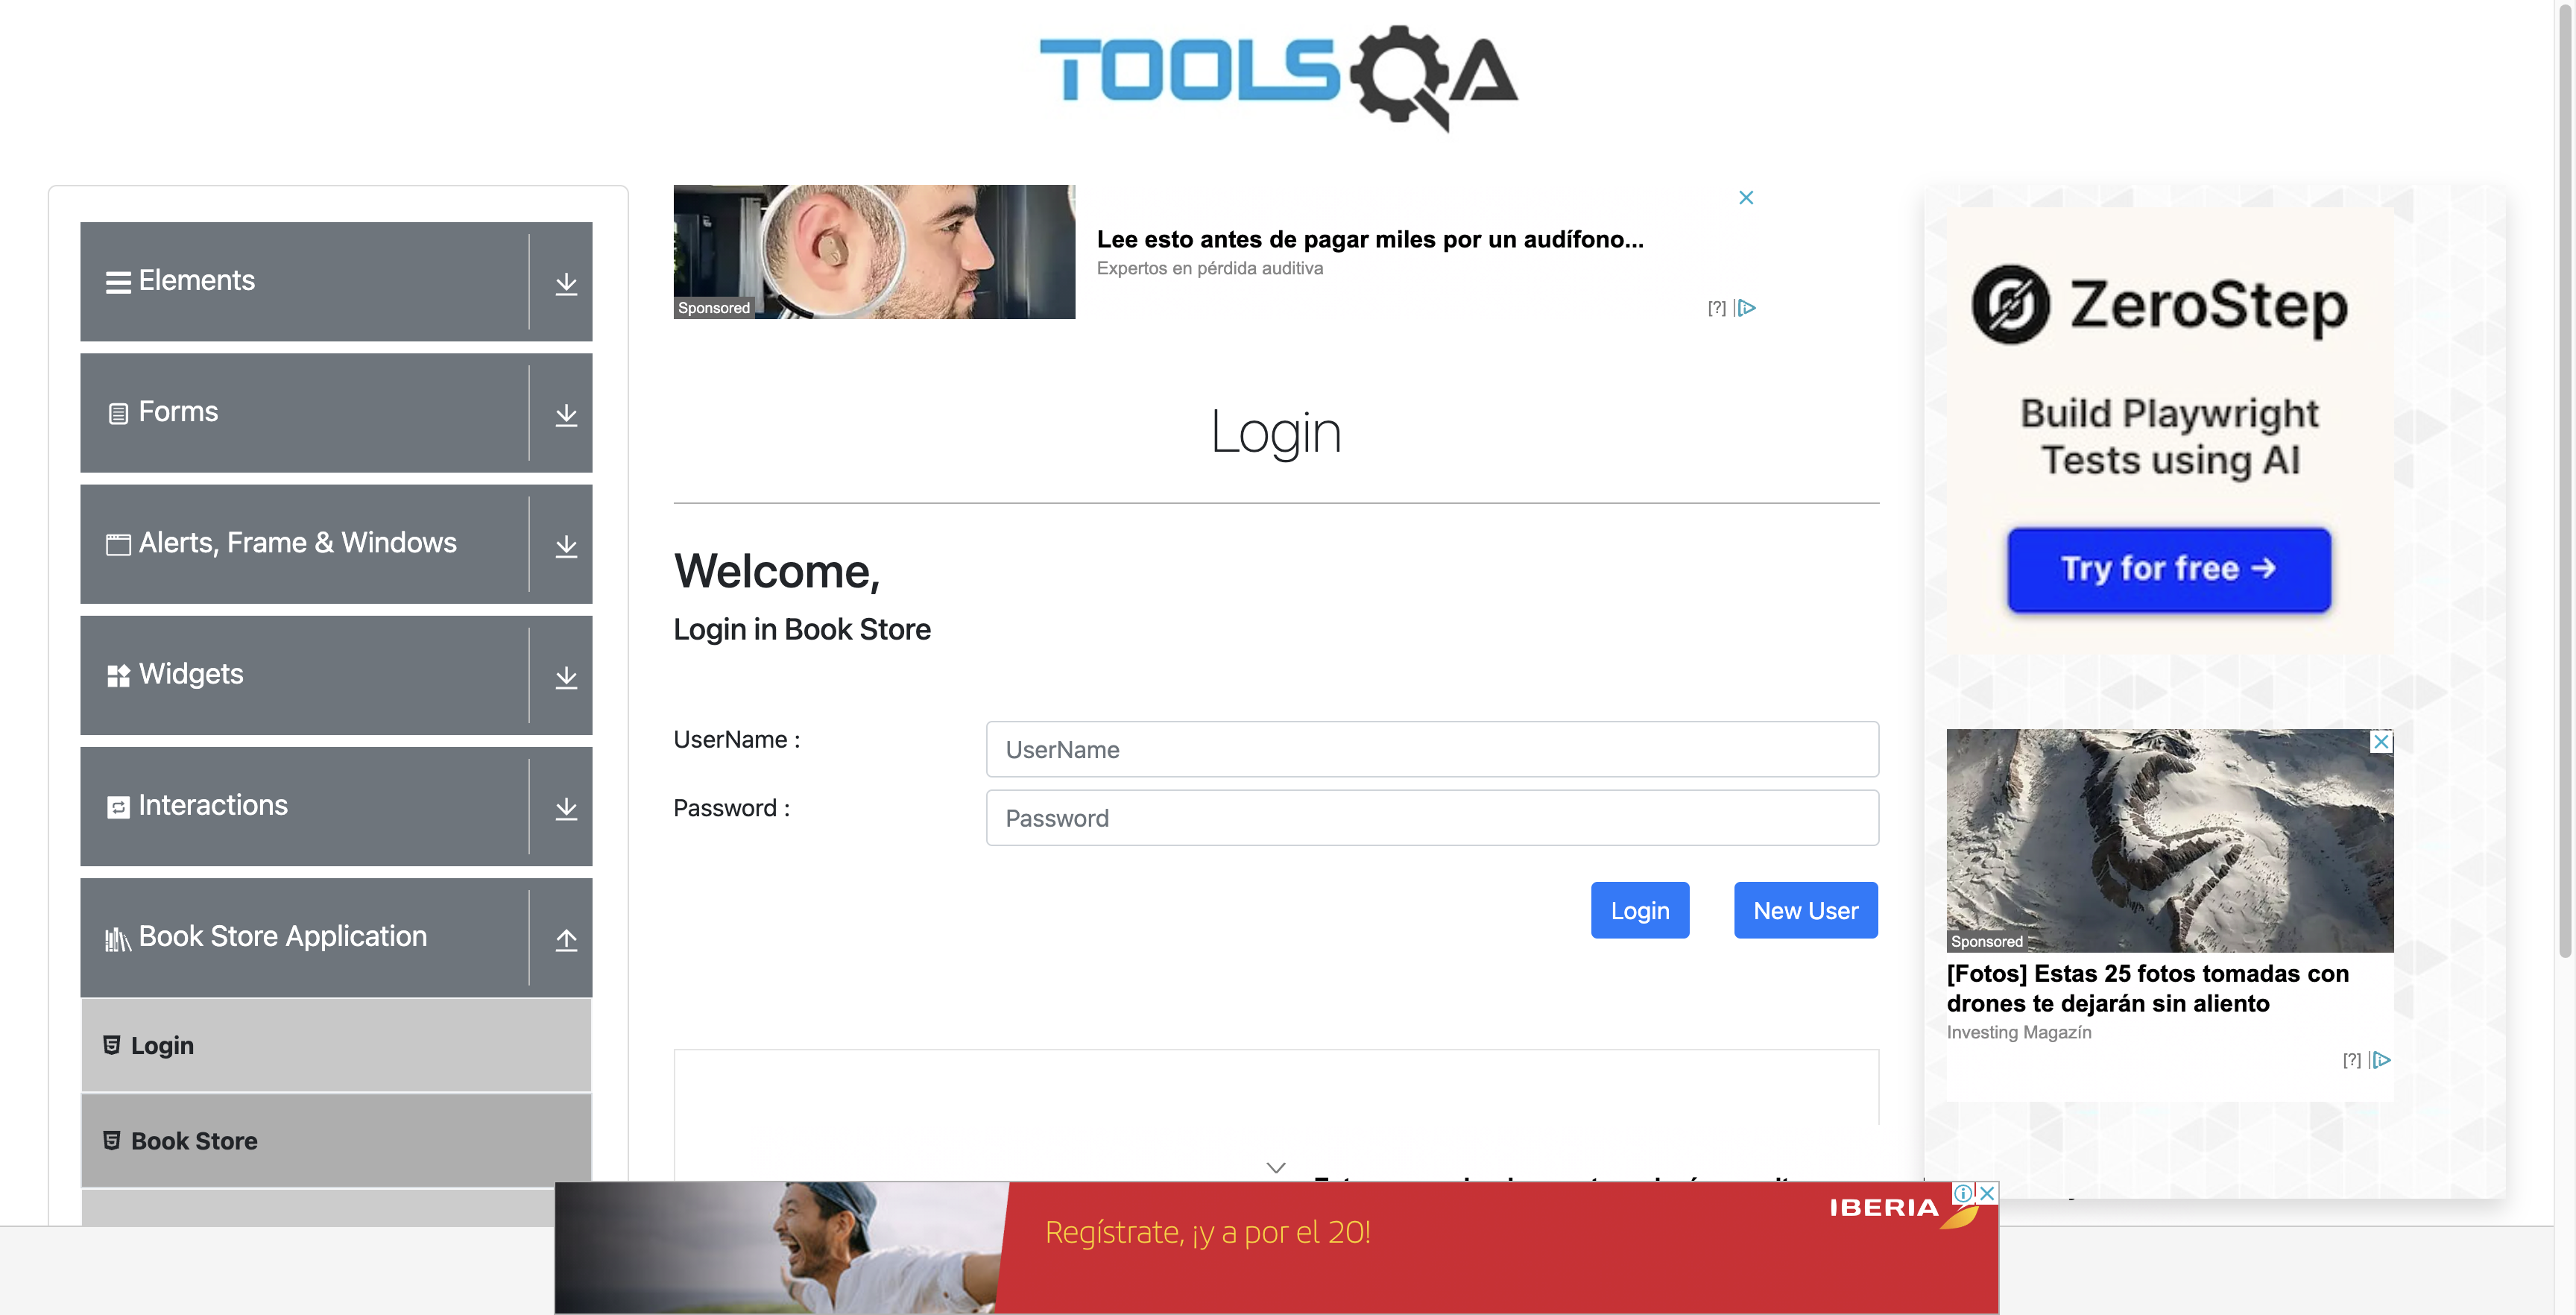 TOOLSQA
Elements
Forms
Alerts, Frame & Windows
Widgets
Interactions
Book Store Application
Login
Book Store
Sponsored
Lee esto antes de pagar miles por un audífono...
Expertos en pérdida auditiva
[?]
Login
Welcome,
Login in Book Store
UserName :
UserName
Password :
Password
Login
New User
ZeroStep
Build Playwright
Tests using AI
Try for free →
Sponsored
[Fotos] Estas 25 fotos tomadas con
drones te dejarán sin aliento
Investing Magazín
[?]
Regístrate, ¡y a por el 20!
IBERIA